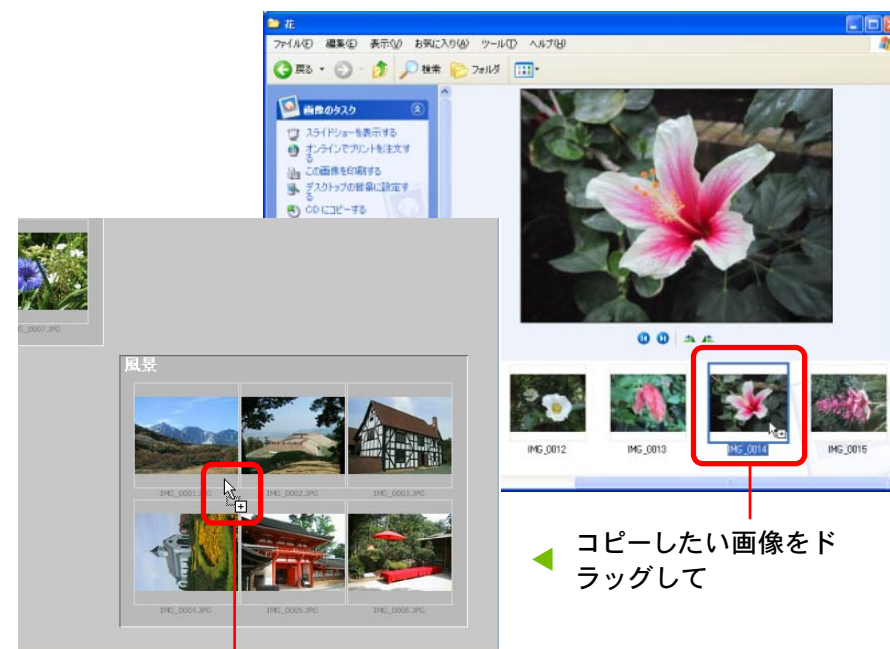 花
ファイル(F) 編集(E) 表示(V) お気に入り(A) ツール(T) ヘルプ(H)
戻る 検索 フォルダ
画像のタスク
スライドショーを表示する
オンラインでプリントを注文す
る
この画像を印刷する
デスクトップの背景に設定す
る
CD にコピーする
G_0007.JPG
風景
IMG_0001.JPG IMG_0002.JPG IMG_0003.JPG
IMG_0004.JPG IMG_0005.JPG IMG_0006.JPG
IMG_0012 IMG_0013 IMG_0014 IMG_0015
コピーしたい画像をド
ラッグして